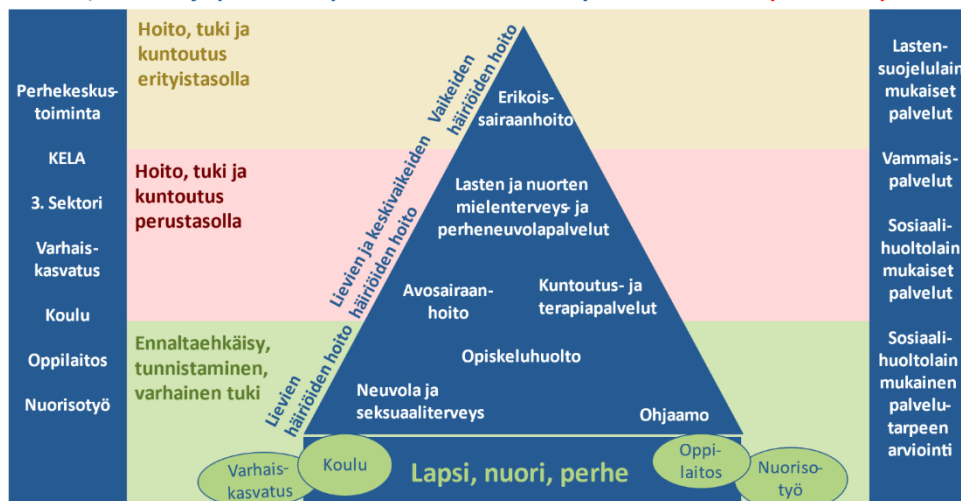 Perhekeskus-
toiminta
KELA
3. Sektori
Varhais-
kasvatus
Koulu
Oppilaitos
Nuorisotyö
Hoito, tuki ja
kuntoutus
erityistasolla
Hoito, tuki ja
kuntoutus
perustasolla
Ennaltaehkäisy,
tunnistaminen,
varhainen tuki
Vaikeiden
häiriöiden hoito
Lievien ja keskivaikeiden
häiriöiden hoito
Lievien
häiriöiden hoito
Erikois-
sairaanhoito
Lasten ja nuorten
mielenterveys- ja
perheneuvolapalvelut
Avosairaan-
hoito
Kuntoutus- ja
terapiapalvelut
Opiskeluhuolto
Neuvola ja
seksuaaliterveys
Ohjaamo
Varhais-
kasvatus
Koulu
Lapsi, nuori, perhe
Oppi-
laitos
Nuoriso-
työ
Lasten-
suojelulain
mukaiset
palvelut
Vammais-
palvelut
Sosiaali-
huoltolain
mukaiset
palvelut
Sosiaali-
huoltolain
mukainen
palvelu-
tarpeen
arviointi